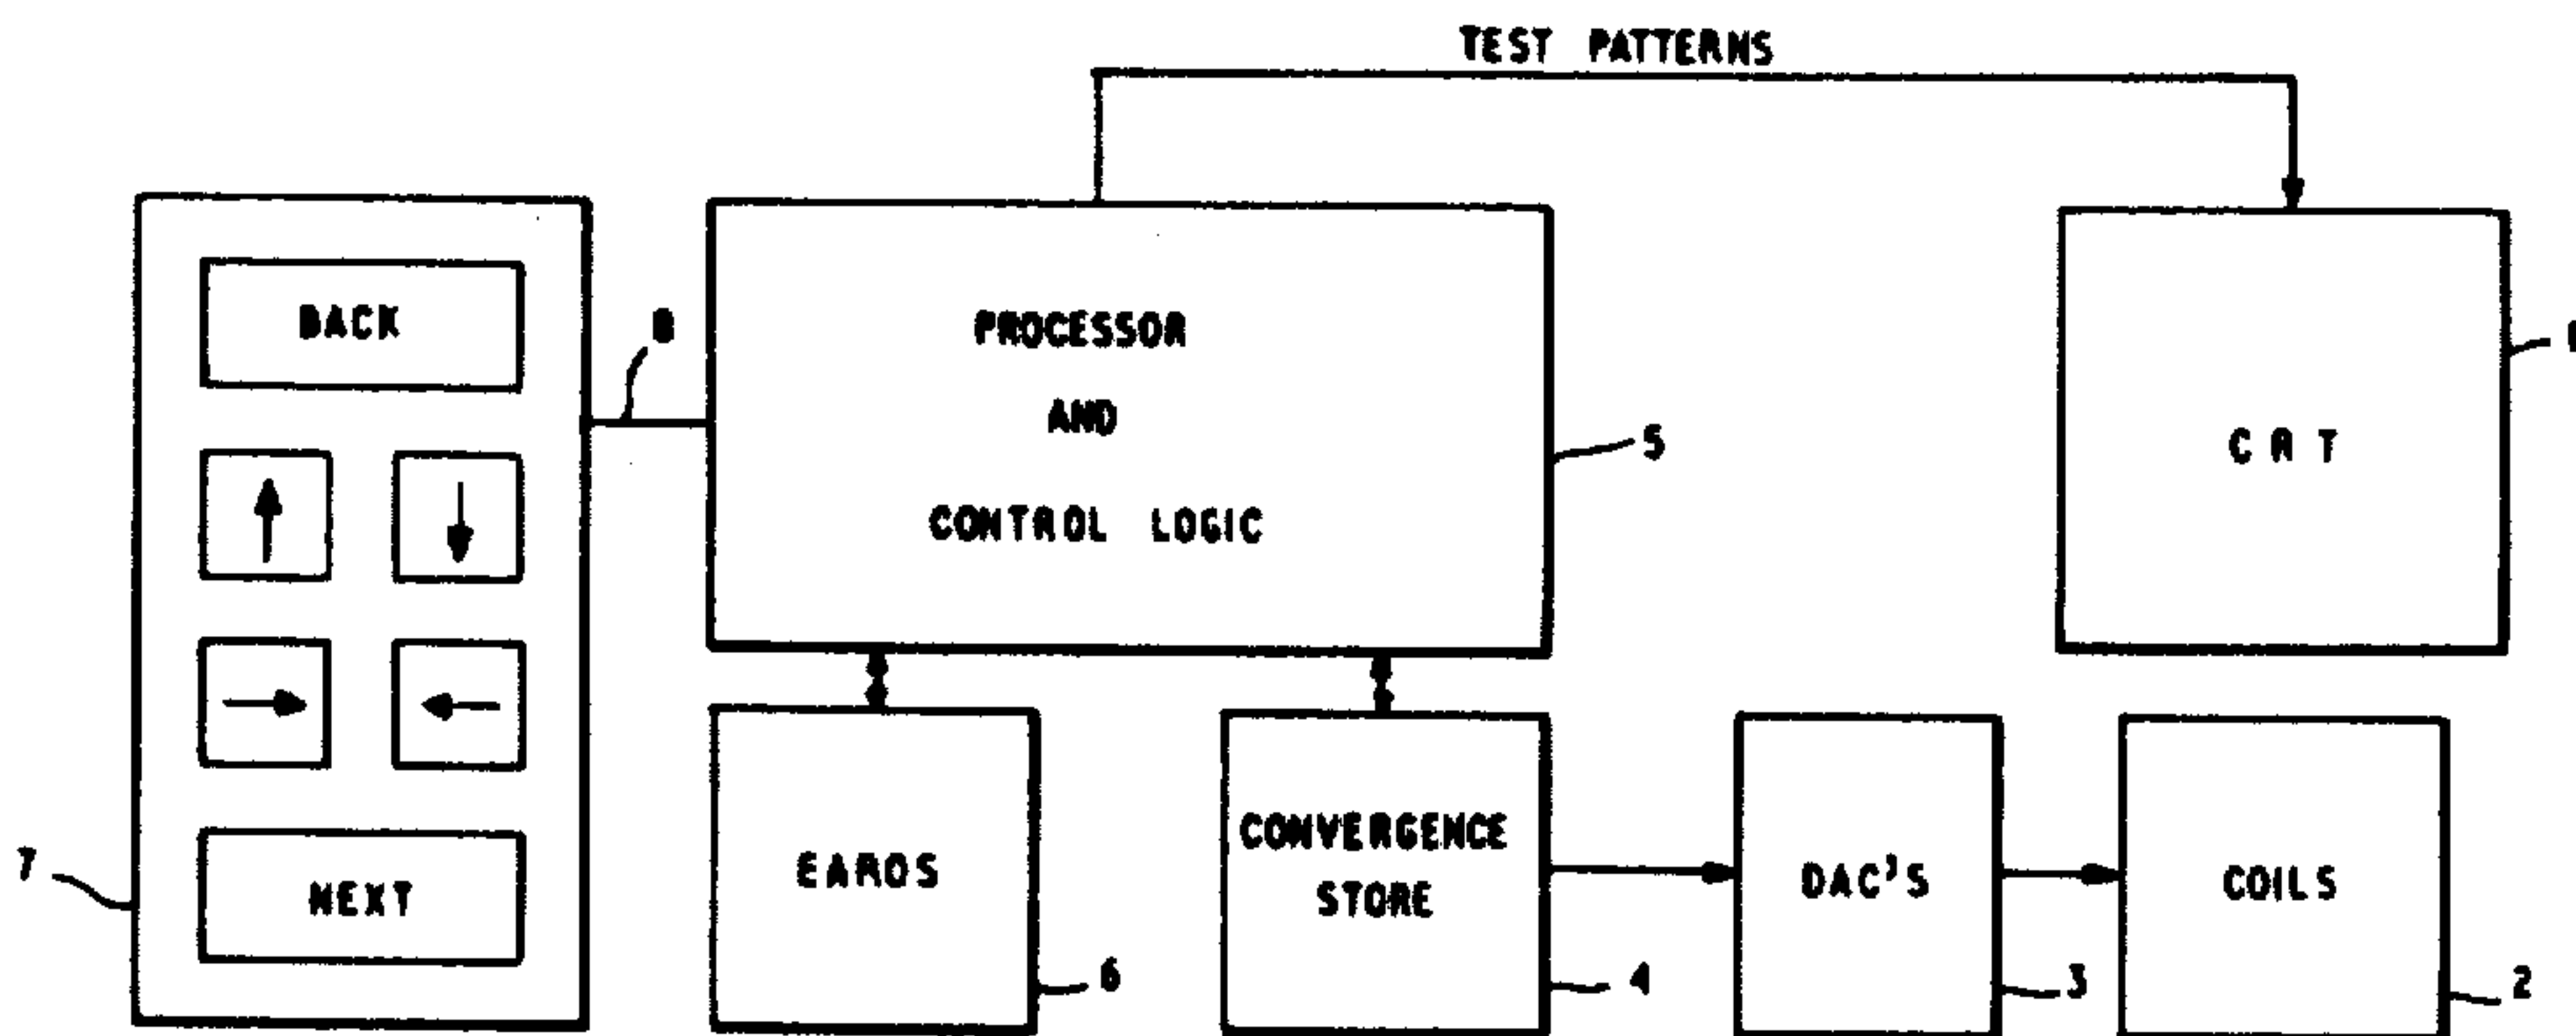 TEST PATTERNS
BACK
8
PROCESSOR
AND
CONTROL LOGIC
5
CRT
EAROS
6
CONVERGENCE
STORE
4
DAC'S
3
COILS
2
NEXT
7